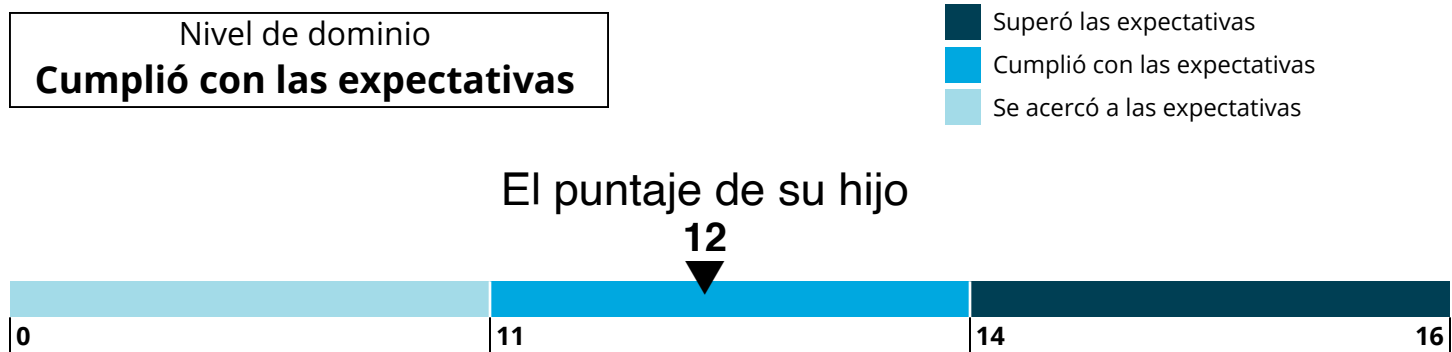 Nivel de dominio
Cumplió con las expectativas
Superó las expectativas
Cumplió con las expectativas
Se acercó a las expectativas
El puntaje de su hijo
12
0 11 14 16